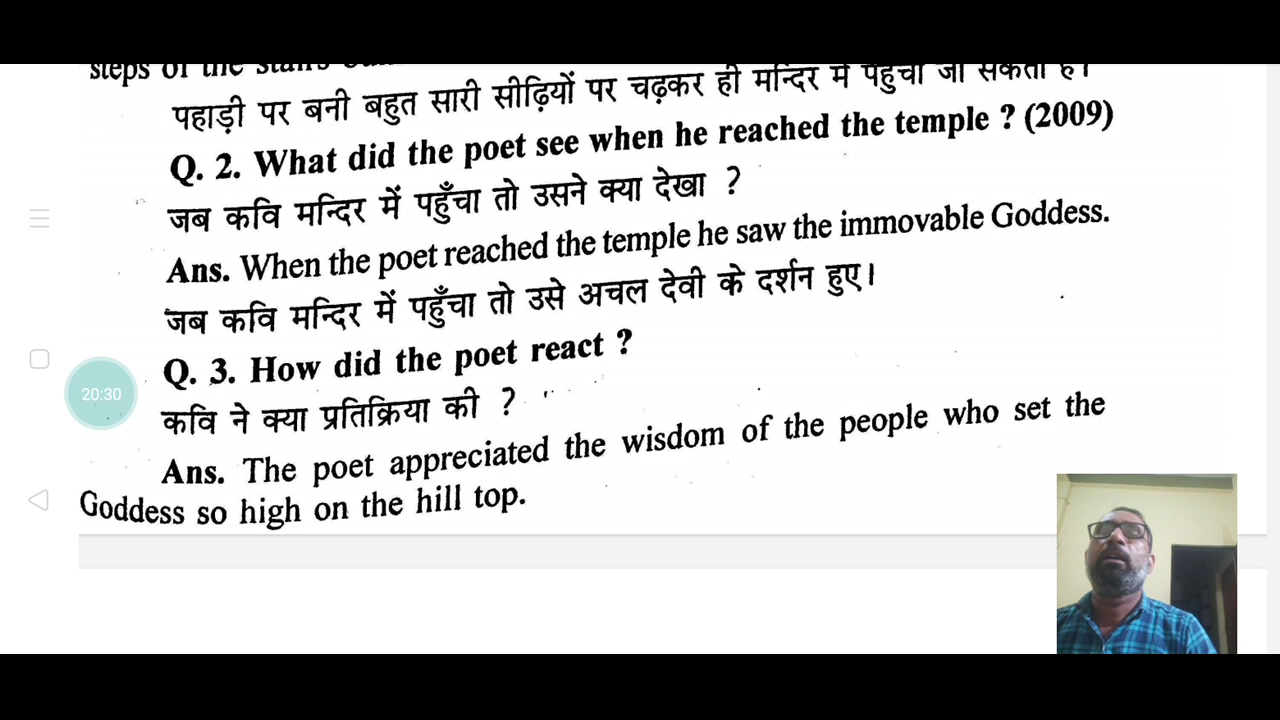 steps of the stairs
पहाड़ी पर बनी बहुत सारी सीढ़ियों पर चढ़कर ही मन्दिर में पहुँचा जा सकता है।
Q. 2. What did the poet see when he reached the temple ? (2009)
जब कवि मन्दिर में पहुँचा तो उसने क्या देखा ?
Ans. When the poet reached the temple he saw the immovable Goddess.
जब कवि मन्दिर में पहुँचा तो उसे अचल देवी के दर्शन हुए।
Q. 3. How did the poet react ?
20:30
कवि ने क्या प्रतिक्रिया की ?
Ans. The poet appreciated the wisdom of the people who set the
Goddess so high on the hill top.